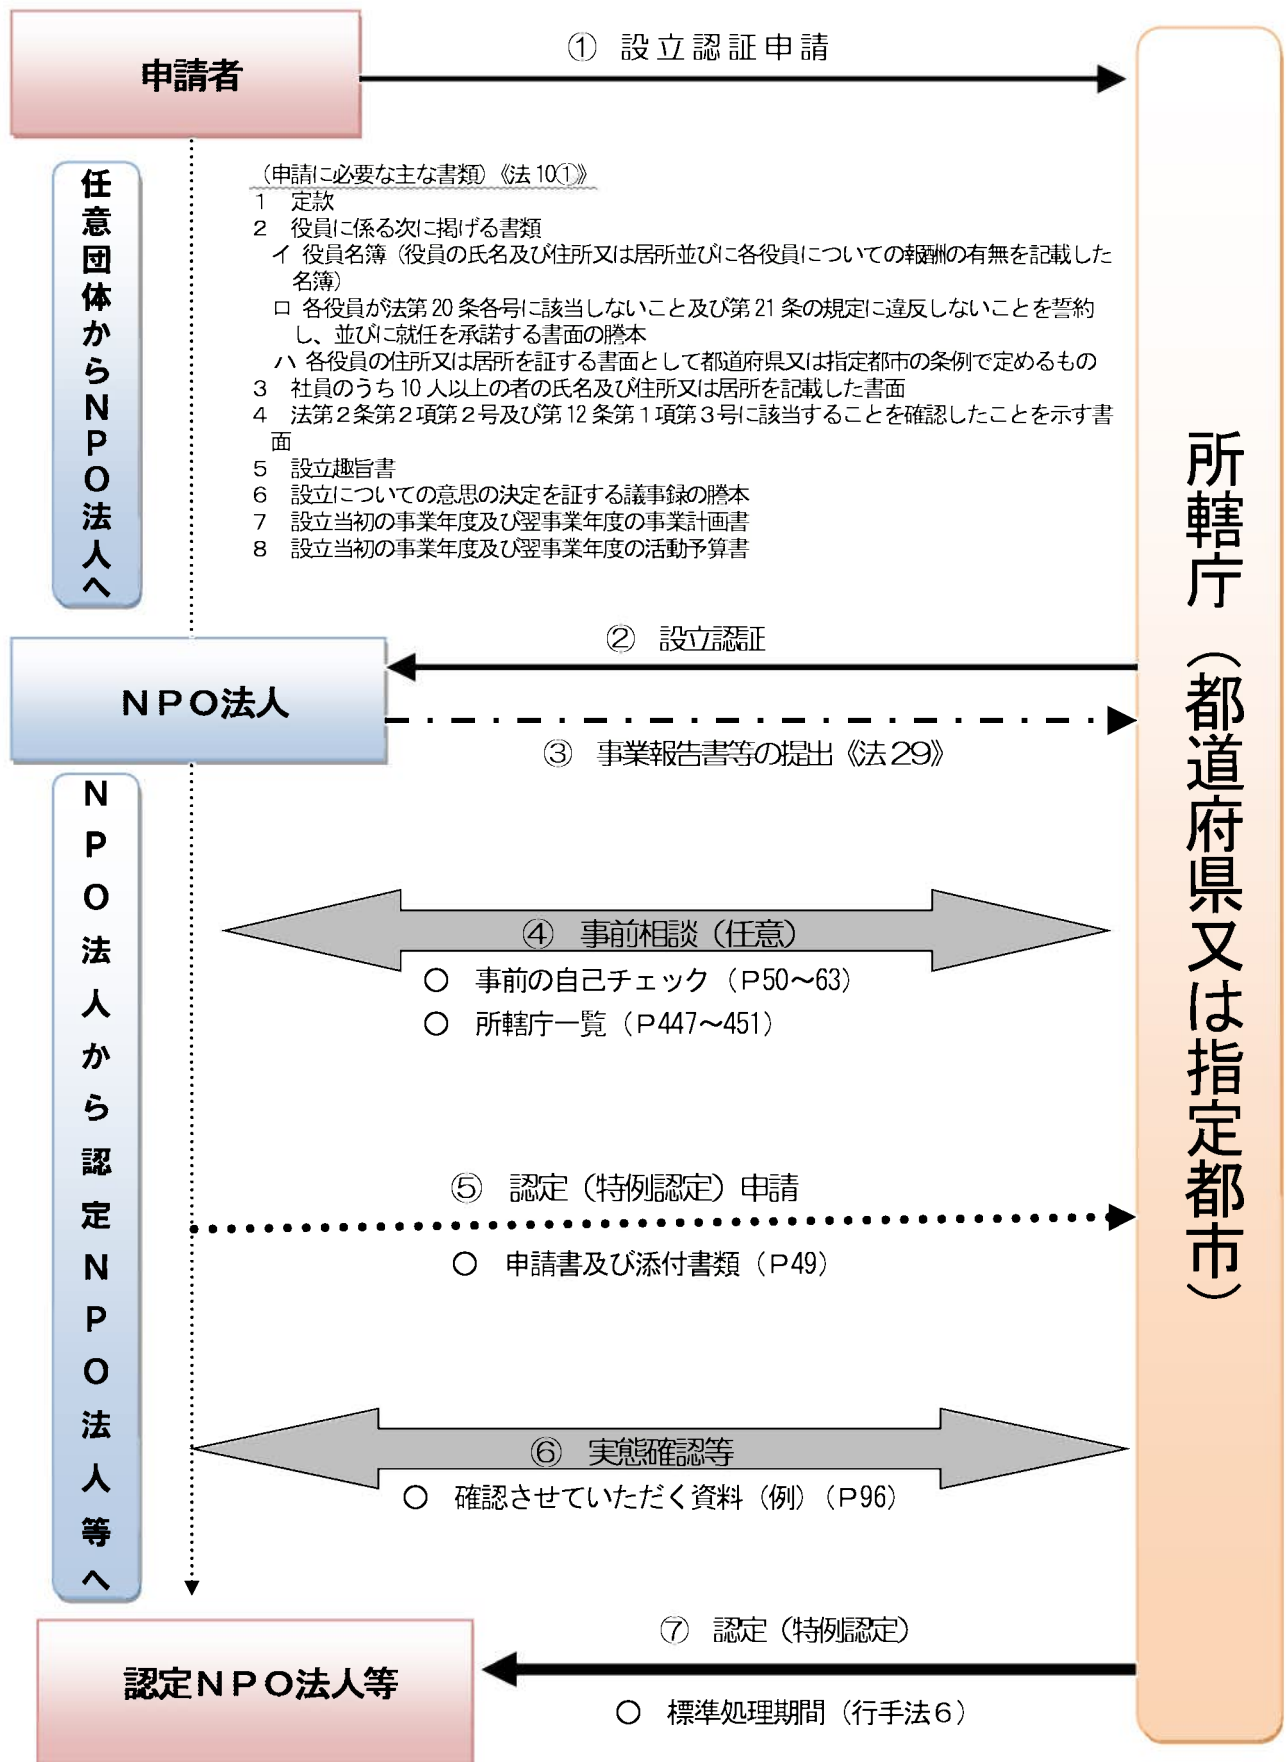 申請者
① 設立認証申請
任意団体からNPO法人へ
(申請に必要な主な書類)《法10①》
1 定款
2 役員に係る次に掲げる書類
イ 役員名簿(役員の氏名及び住所又は居所並びに各役員についての報酬の有無を記載した
名簿)
ロ 各役員が法第20条各号に該当しないこと及び第21条の規定に違反しないことを誓約
し、並びに就任を承諾する書面の謄本
ハ 各役員の住所又は居所を証する書面として都道府県又は指定都市の条例で定めるもの
3 社員のうち10人以上の者の氏名及び住所又は居所を記載した書面
4 法第2条第2項第2号及び第12条第1項第3号に該当することを確認したことを示す書
面
5 設立趣旨書
6 設立についての意思の決定を証する議事録の謄本
7 設立当初の事業年度及び翌事業年度の事業計画書
8 設立当初の事業年度及び翌事業年度の活動予算書
所轄庁(都道府県又は指定都市)
② 設立認証
NPO法人
③ 事業報告書等の提出《法29》
NPO法人から認定NPO法人等へ
④ 事前相談(任意)
○ 事前の自己チェック(P50~63)
○ 所轄庁一覧(P447~451)
⑤ 認定(特例認定)申請
○ 申請書及び添付書類(P49)
⑥ 実態確認等
○ 確認させていただく資料(例)(P96)
⑦ 認定(特例認定)
認定NPO法人等
○ 標準処理期間(行手法6)